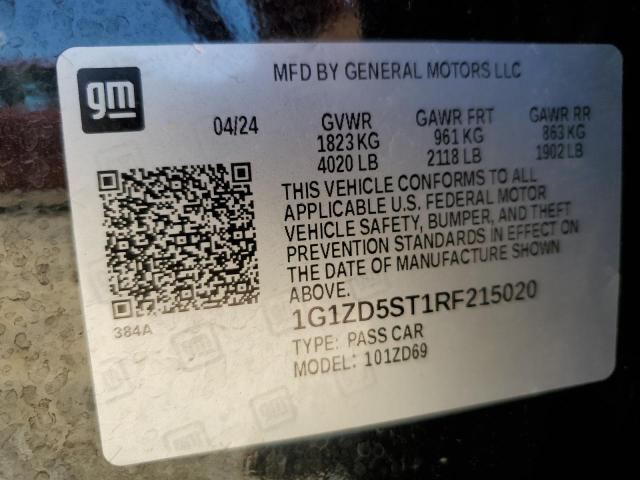 gm
MFD BY GENERAL MOTORS LLC
04/24
GVWR GAWR FRT GAWR RR
1823 KG 961 KG 863 KG
4020 LB 2118 LB 1902 LB
THIS VEHICLE CONFORMS TO ALL
APPLICABLE U.S. FEDERAL MOTOR
VEHICLE SAFETY, BUMPER, AND THEFT
PREVENTION STANDARDS IN EFFECT ON
THE DATE OF MANUFACTURE SHOWN
ABOVE.
384A
1G1ZD5ST1RF215020
TYPE: PASS CAR
MODEL: 101ZD69
gm